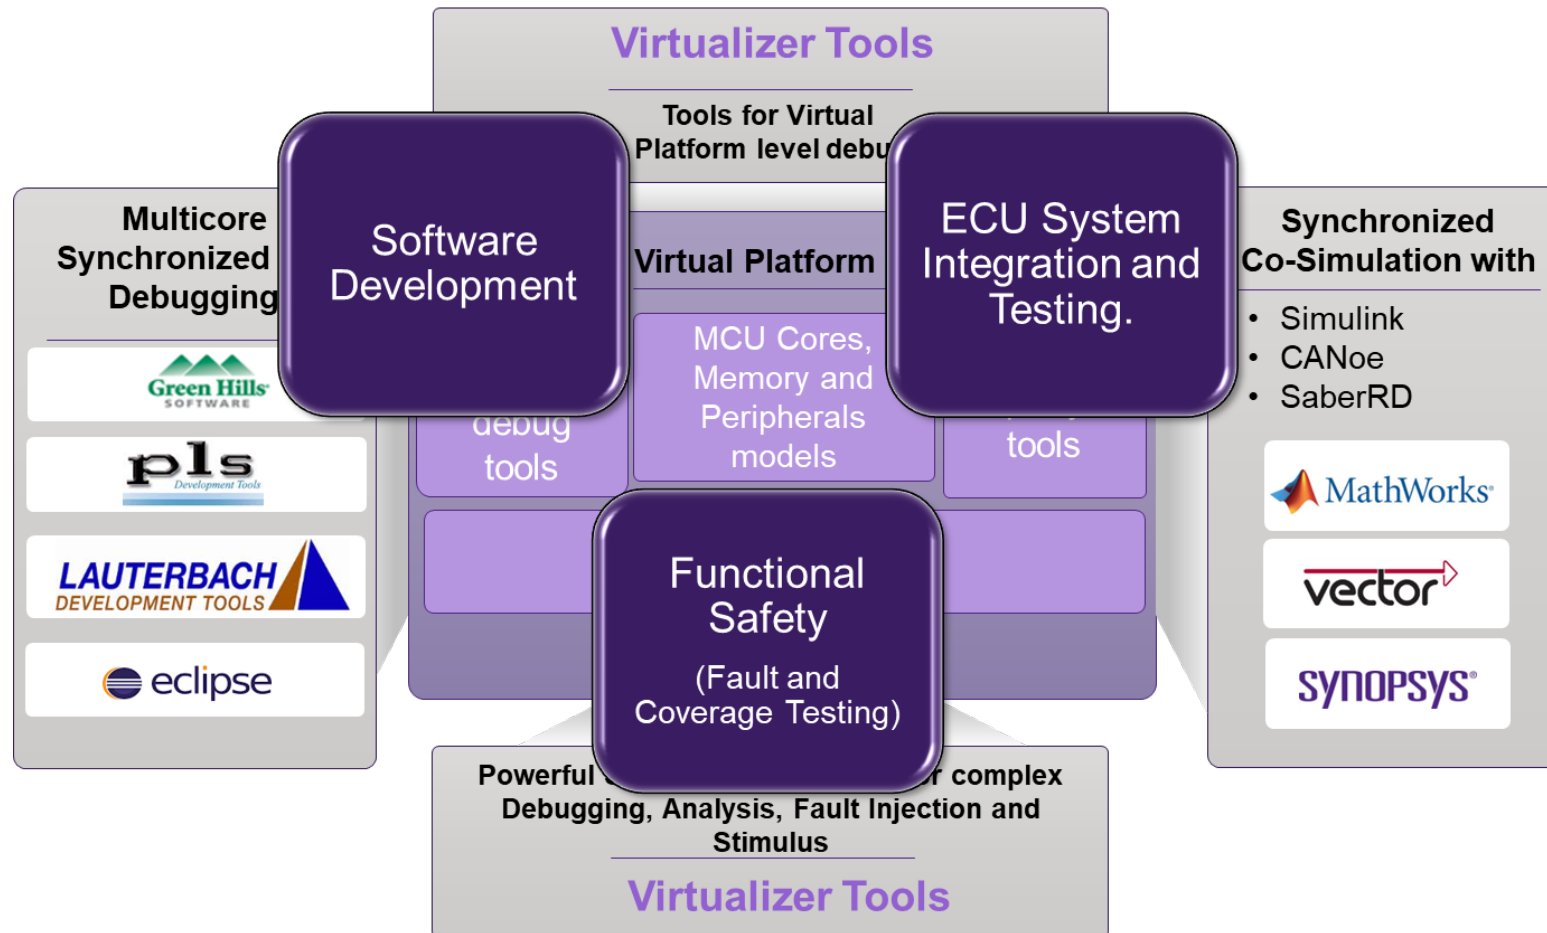 Virtualizer Tools
Tools for Virtual
Platform level debu
Software
Development
ECU System
Integration and
Testing.
Multicore
Synchronized
Debugging
Green Hills
SOFTWARE
pls
Development Tools
LAUTERBACH
DEVELOPMENT TOOLS
eclipse
Virtual Platform
MCU Cores,
Memory and
Peripherals
models
debug
tools
tools
Functional
Safety
(Fault and
Coverage Testing)
Synchronized
Co-Simulation with
• Simulink
• CANoe
• SaberRD
MathWorks®
vector
SYNOPSYS®
Powerful complex
Debugging, Analysis, Fault Injection and
Stimulus
Virtualizer Tools